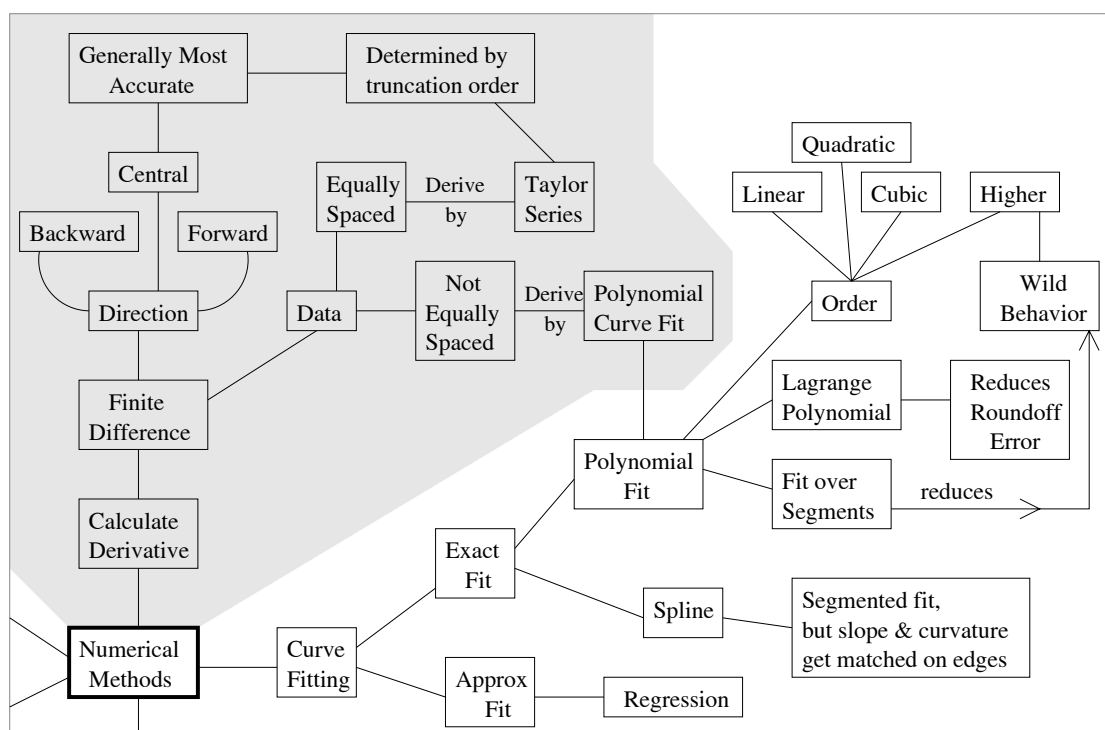 Generally Most
Accurate
Determined by
truncation order
Quadratic
Central
Equally
Spaced
Derive
by
Taylor
Series
Linear
Cubic
Higher
Backward
Forward
Direction
Data
Not
Equally
Spaced
Derive
by
Polynomial
Curve Fit
Order
Wild
Behavior
Finite
Difference
Lagrange
Polynomial
Reduces
Roundoff
Error
Polynomial
Fit
Fit over
Segments
reduces
Calculate
Derivative
Exact
Fit
Spline
Segmented fit,
but slope & curvature
get matched on edges
Numerical
Methods
Curve
Fitting
Approx
Fit
Regression